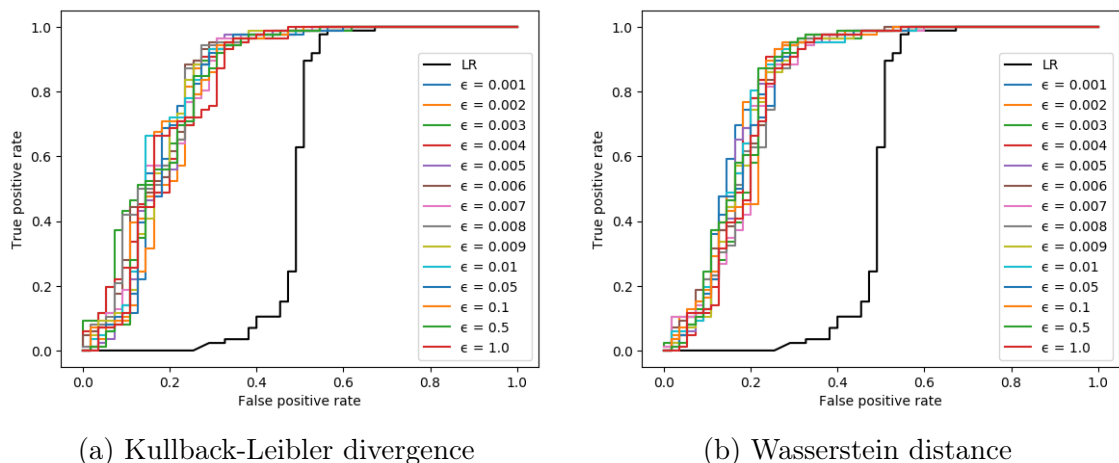 1.0
0.8
0.6
0.4
0.2
0.0
True positive rate
0.0 0.2 0.4 0.6 0.8 1.0
False positive rate
LR
ϵ = 0.001
ϵ = 0.002
ϵ = 0.003
ϵ = 0.004
ϵ = 0.005
ϵ = 0.006
ϵ = 0.007
ϵ = 0.008
ϵ = 0.009
ϵ = 0.01
ϵ = 0.05
ϵ = 0.1
ϵ = 0.5
ϵ = 1.0
(a) Kullback-Leibler divergence
1.0
0.8
0.6
0.4
0.2
0.0
True positive rate
0.0 0.2 0.4 0.6 0.8 1.0
False positive rate
LR
ϵ = 0.001
ϵ = 0.002
ϵ = 0.003
ϵ = 0.004
ϵ = 0.005
ϵ = 0.006
ϵ = 0.007
ϵ = 0.008
ϵ = 0.009
ϵ = 0.01
ϵ = 0.05
ϵ = 0.1
ϵ = 0.5
ϵ = 1.0
(b) Wasserstein distance